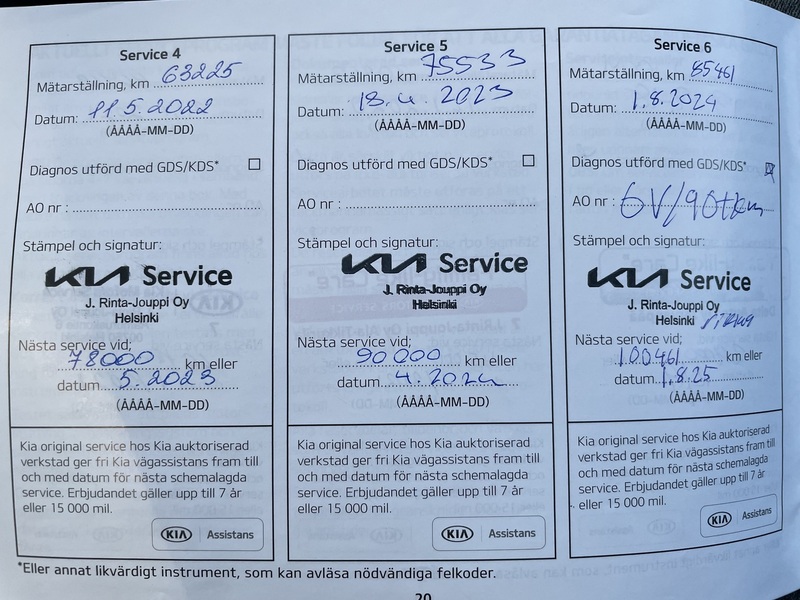 Service 4
Mätarställning, km 63225
Datum: 11.5.2022
(ÅÅÅÅ-MM-DD)
Diagnos utförd med GDS/KDS*
AO nr :
Stämpel och signatur:
KIA Service
J. Rinta-Jouppi Oy
Helsinki
Nästa service vid;
78000 km eller
datum 5.2023
(ÅÅÅÅ-MM-DD)
Kia original service hos Kia auktoriserad
verkstad ger fri Kia vägassistans fram till
och med datum för nästa schemalagda
service. Erbjudandet gäller upp till 7 år
eller 15 000 mil.
KIA Assistans
Service 5
Mätarställning, km 75533
Datum: 18.4.2023
(ÅÅÅÅ-MM-DD)
Diagnos utförd med GDS/KDS*
AO nr :
Stämpel och signatur:
KIA Service
J. Rinta-Jouppi Oy
Helsinki
Nästa service vid;
90000 km eller
datum 4.2024
(ÅÅÅÅ-MM-DD)
Kia original service hos Kia auktoriserad
verkstad ger fri Kia vägassistans fram till
och med datum för nästa schemalagda
service. Erbjudandet gäller upp till 7 år
eller 15 000 mil.
KIA Assistans
Service 6
Mätarställning, km 85461
Datum: 1.8.2024
(ÅÅÅÅ-MM-DD)
Diagnos utförd med GDS/KDS*
AO nr : 6V/90tkm
Stämpel och signatur:
KIA Service
J. Rinta-Jouppi Oy
Helsinki
Nästa service vid;
100461 km eller
datum 1.8.25
(ÅÅÅÅ-MM-DD)
Kia original service hos Kia auktoriserad
verkstad ger fri Kia vägassistans fram till
och med datum för nästa schemalagda
service. Erbjudandet gäller upp till 7 år
eller 15 000 mil.
KIA Assistans
*Eller annat likvärdigt instrument, som kan avläsa nödvändiga felkoder.
20